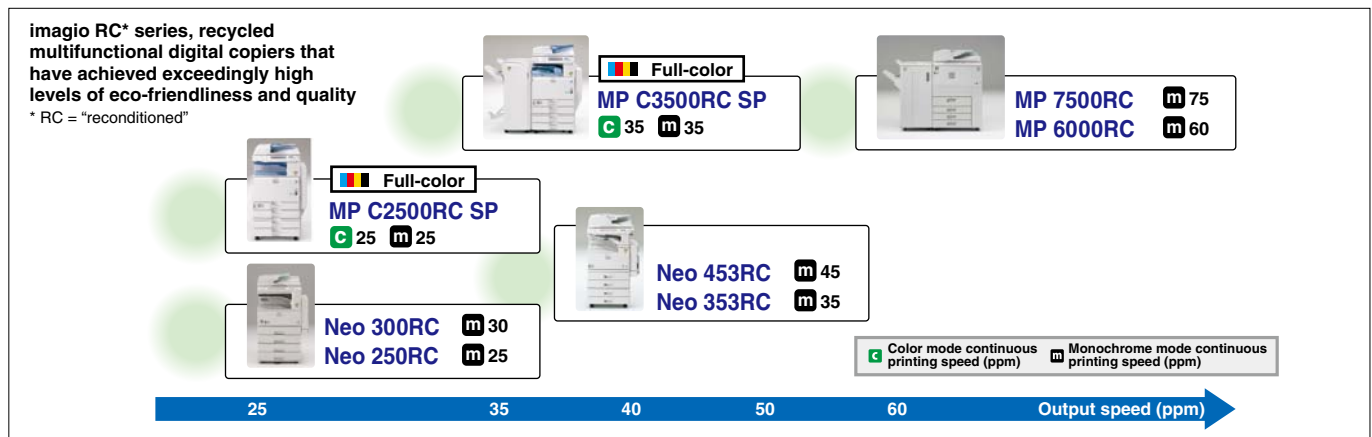 imagio RC* series, recycled
multifunctional digital copiers that
have achieved exceedingly high
levels of eco-friendliness and quality
* RC = “reconditioned”
Full-color
MP C3500RC SP
c 35 m 35
MP 7500RC m 75
MP 6000RC m 60
Full-color
MP C2500RC SP
c 25 m 25
Neo 453RC m 45
Neo 353RC m 35
Neo 300RC m 30
Neo 250RC m 25
c Color mode continuous
printing speed (ppm)
m Monochrome mode continuous
printing speed (ppm)
25 35 40 50 60 Output speed (ppm)